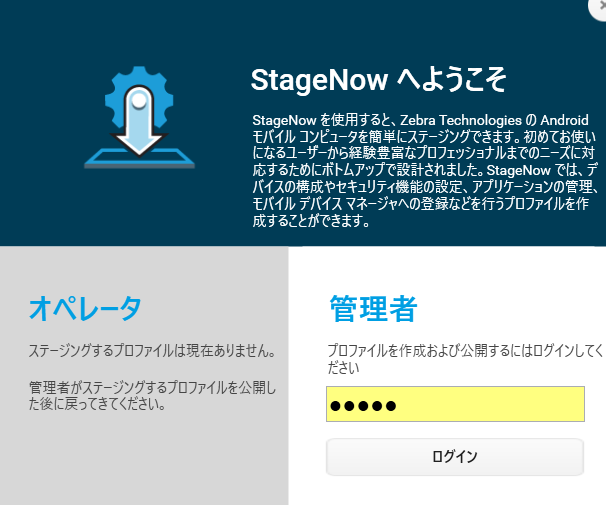 StageNow へようこそ
StageNow を使用すると、Zebra Technologies の Android
モバイル コンピュータを簡単にステージングできます。初めてお使い
になるユーザーから経験豊富なプロフェッショナルまでのニーズに対
応するためにボトムアップで設計されました。StageNow では、デ
バイスの構成やセキュリティ機能の設定、アプリケーションの管理、
モバイル デバイス マネージャへの登録などを行うプロファイルを作
成することができます。
オペレータ
ステージングするプロファイルは現在ありません。
管理者がステージングするプロファイルを公開し
た後に戻ってきてください。
管理者
プロファイルを作成および公開するにはログインしてく
ださい
●●●●●
ログイン